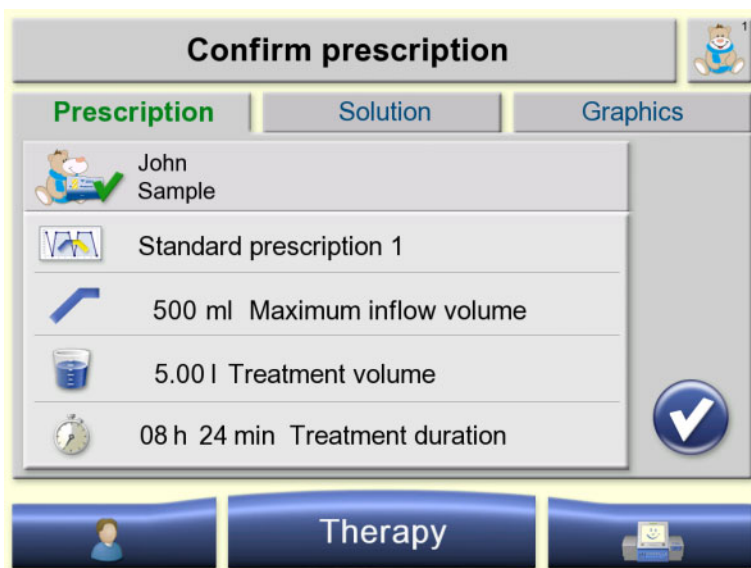 Confirm prescription
1
Prescription
Solution
Graphics
John
Sample
Standard prescription 1
500 ml Maximum inflow volume
5.00 l Treatment volume
08 h 24 min Treatment duration
Therapy